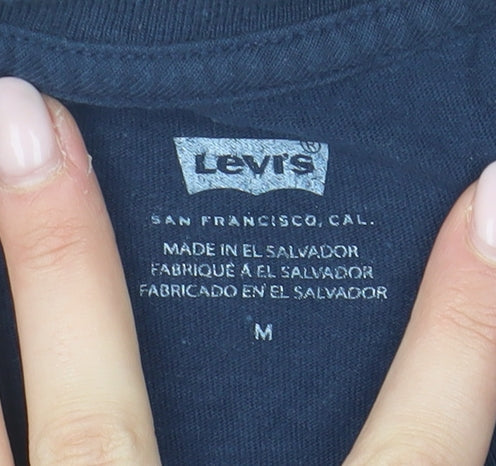 Levi's®
SAN FRANCISCO, CAL.
MADE IN EL SALVADOR
FABRIQUÉ À EL SALVADOR
FABRICADO EN EL SALVADOR
M